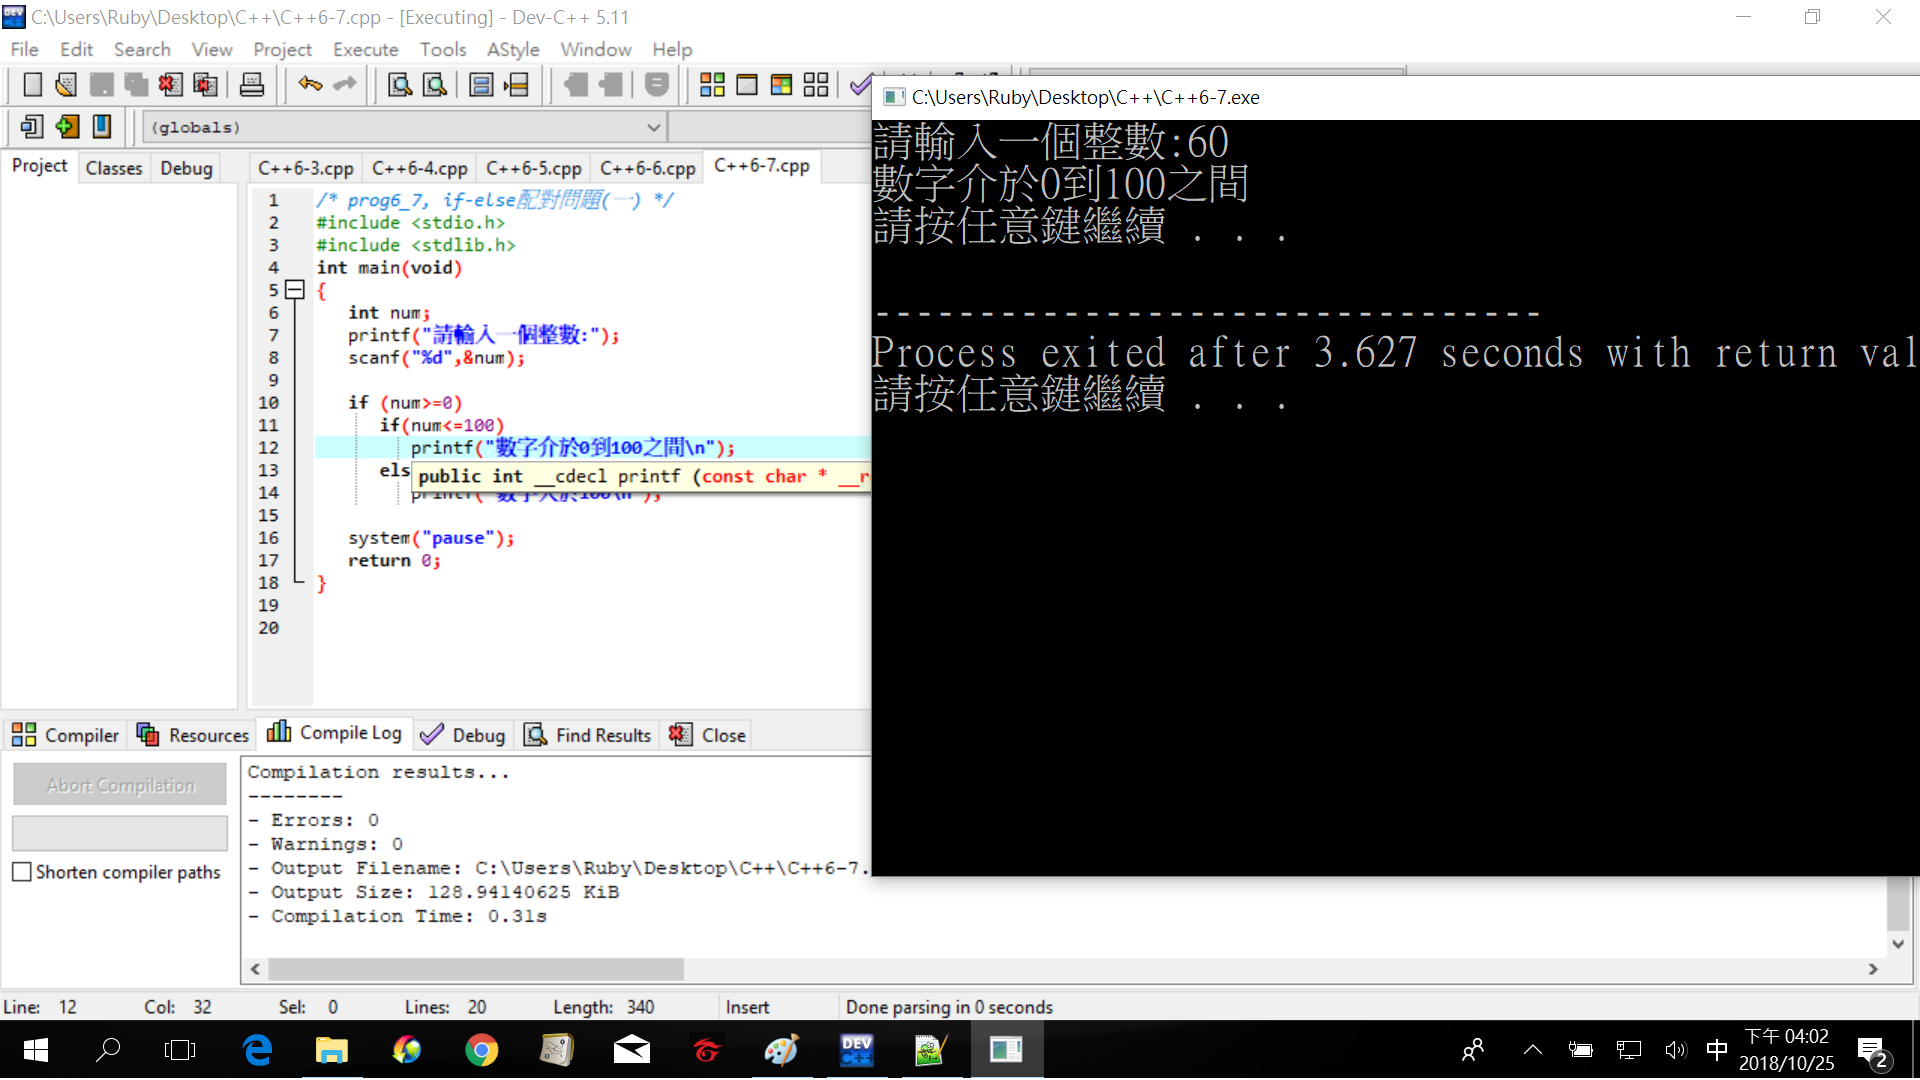 C:\Users\Ruby\Desktop\C++\C++6-7.cpp - [Executing] - Dev-C++ 5.11
File Edit Search View Project Execute Tools AStyle Window Help
(globals)
Project Classes Debug
C++6-3.cpp C++6-4.cpp C++6-5.cpp C++6-6.cpp C++6-7.cpp
1 /* prog6_7, if-else配對問題(一) */
2 #include <stdio.h>
3 #include <stdlib.h>
4 int main(void)
5 {
6 int num;
7 printf("請輸入一個整數:");
8 scanf("%d",&num);
9
10 if (num>=0)
11 if(num<=100)
12 printf("數字介於0到100之間\n");
13 els
public int __cdecl printf (const char * __r
14 printf("數字大於100\n");
15
16 system("pause");
17 return 0;
18 }
19
20
C:\Users\Ruby\Desktop\C++\C++6-7.exe
請輸入一個整數:60
數字介於0到100之間
請按任意鍵繼續 . . .
--------------------------------
Process exited after 3.627 seconds with return val
請按任意鍵繼續 . . .
Compiler Resources Compile Log Debug Find Results Close
Abort Compilation
Shorten compiler paths
Compilation results...
--------
- Errors: 0
- Warnings: 0
- Output Filename: C:\Users\Ruby\Desktop\C++\C++6-7.
- Output Size: 128.94140625 KiB
- Compilation Time: 0.31s
Line: 12 Col: 32 Sel: 0 Lines: 20 Length: 340 Insert Done parsing in 0 seconds
DEV C++
中
下午 04:02
2018/10/25
2